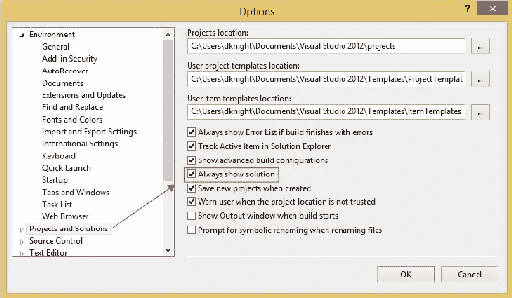 Options
?
Environment
General
Add-in Security
AutoRecover
Documents
Extensions and Updates
Find and Replace
Fonts and Colors
Import and Export Settings
International Settings
Keyboard
Quick Launch
Startup
Tabs and Windows
Task List
Web Browser
Projects and Solutions
Source Control
Text Editor
Projects location:
C:\Users\dknight\Documents\Visual Studio 2012\projects
...
User project templates location:
C:\Users\dknight\Documents\Visual Studio 2012\Templates\ProjectTemplat
...
User item templates location:
C:\Users\dknight\Documents\Visual Studio 2012\Templates\ItemTemplates
...
Always show Error List if build finishes with errors
Track Active Item in Solution Explorer
Show advanced build configurations
Always show solution
Save new projects when created
Warn user when the project location is not trusted
Show Output window when build starts
Prompt for symbolic renaming when renaming files
OK
Cancel